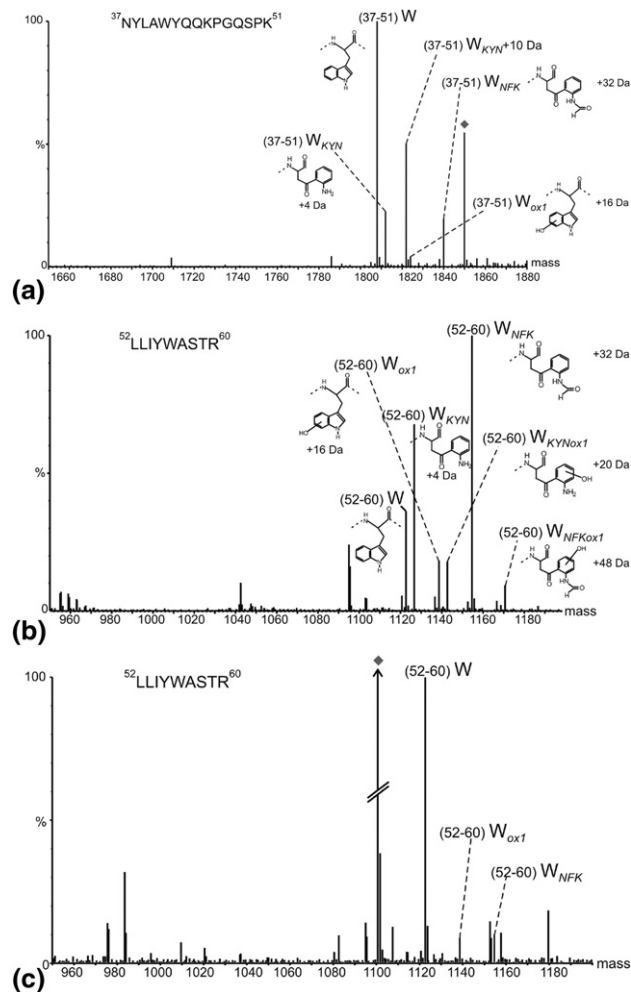 ³⁷NYLAWYQQKPGQSPK⁵¹
(37-51) W
(37-51) W_KYN+10 Da
(37-51) W_NFK
+32 Da
(37-51) W_KYN
+4 Da
(37-51) W_ox1
+16 Da
100
%
0
1660 1680 1700 1720 1740 1760 1780 1800 1820 1840 1860 1880
mass
(a)
⁵²LLIYWASTR⁶⁰
(52-60) W_NFK
+32 Da
(52-60) W_ox1
+16 Da
(52-60) W_KYN
+4 Da
(52-60) W_KYNox1
+20 Da
(52-60) W
(52-60) W_NFKox1
+48 Da
100
%
0
960 980 1000 1020 1040 1060 1080 1100 1120 1140 1160 1180
mass
(b)
⁵²LLIYWASTR⁶⁰
(52-60) W
(52-60) W_ox1
(52-60) W_NFK
100
%
960 980 1000 1020 1040 1060 1080 1100 1120 1140 1160 1180
mass
(c)